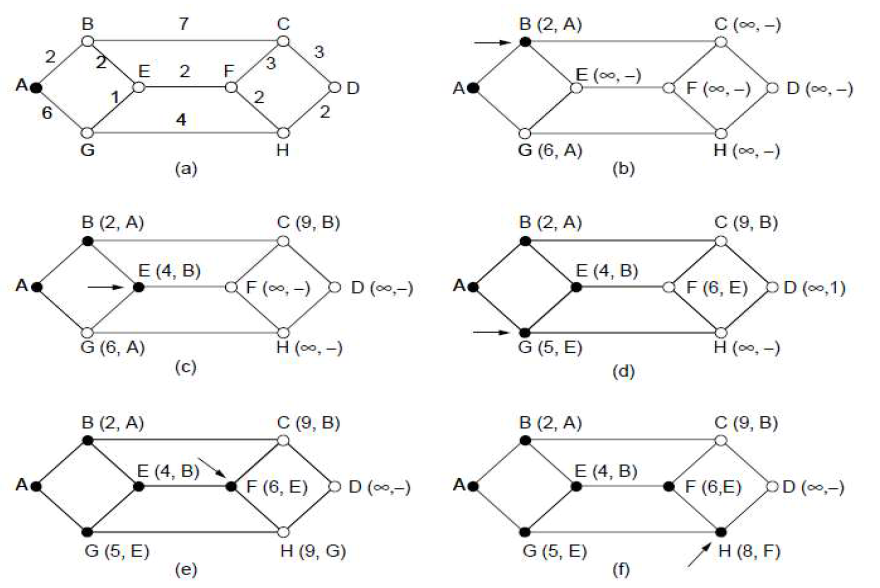 B 7 C
2 2 3 3
A E 2 F D
6 1 2 2
4
G H
(a)
B (2, A) C (∞, –)
A E (∞, –) F (∞, –) D (∞, –)
G (6, A) H (∞, –)
(b)
B (2, A) C (9, B)
A E (4, B) F (∞, –) D (∞,–)
G (6, A) H (∞, –)
(c)
B (2, A) C (9, B)
A E (4, B) F (6, E) D (∞,1)
G (5, E) H (∞, –)
(d)
B (2, A) C (9, B)
A E (4, B) F (6, E) D (∞,–)
G (5, E) H (9, G)
(e)
B (2, A) C (9, B)
A E (4, B) F (6,E) D (∞,–)
G (5, E) H (8, F)
(f)